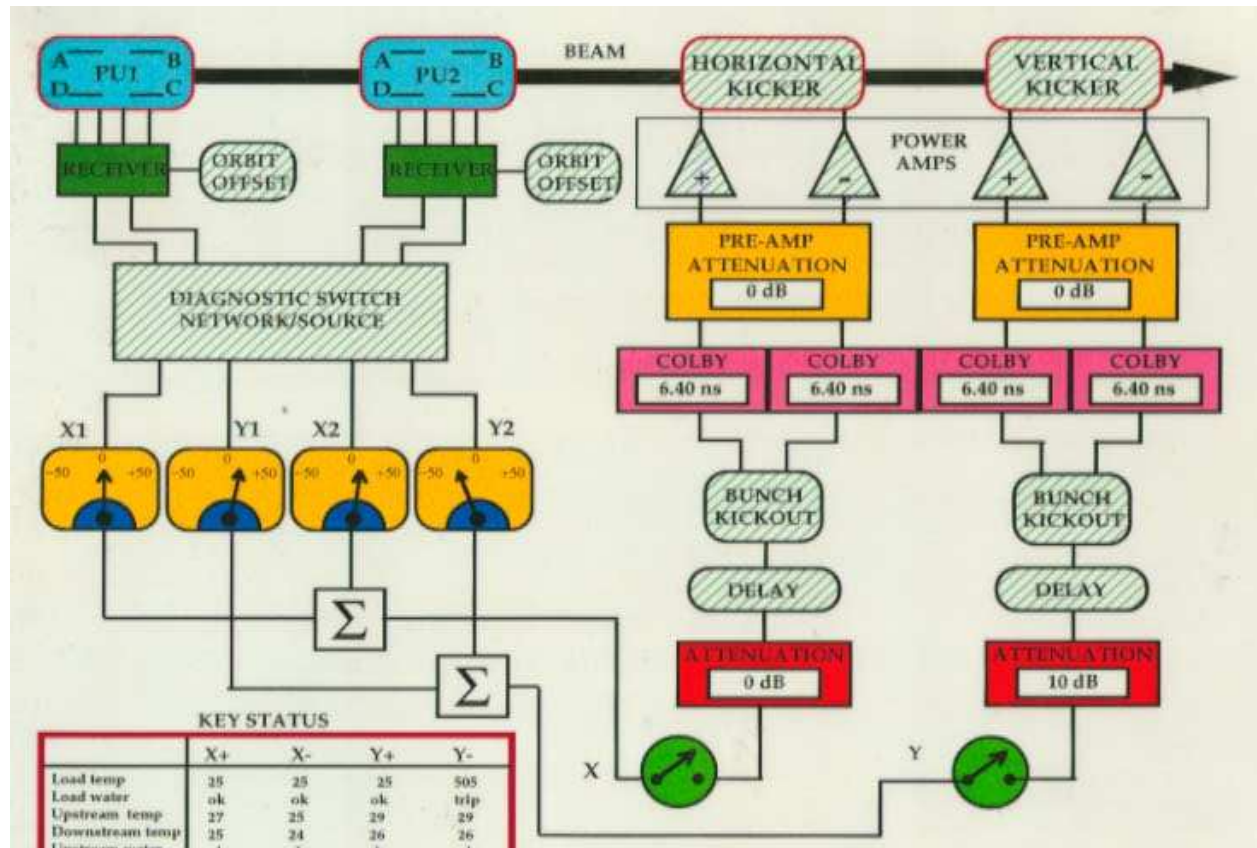 A B
PU1
D C
A B
PU2
D C
BEAM
HORIZONTAL
KICKER
VERTICAL
KICKER
RECEIVER
ORBIT
OFFSET
RECEIVER
ORBIT
OFFSET
POWER
AMPS
+ - + -
PRE-AMP
ATTENUATION
0 dB
PRE-AMP
ATTENUATION
0 dB
DIAGNOSTIC SWITCH
NETWORK/SOURCE
COLBY COLBY COLBY COLBY
6.40 ns 6.40 ns 6.40 ns 6.40 ns
X1 Y1 X2 Y2
-50 0 +50
-50 0 +50
-50 0 +50
-50 0 +50
BUNCH
KICKOUT
BUNCH
KICKOUT
DELAY DELAY
Σ
Σ
ATTENUATION
0 dB
ATTENUATION
10 dB
X
Y
KEY STATUS
X+ X- Y+ Y-
Load temp 25 25 25 505
Load water ok ok ok trip
Upstream temp 27 25 29 29
Downstream temp 25 24 26 26